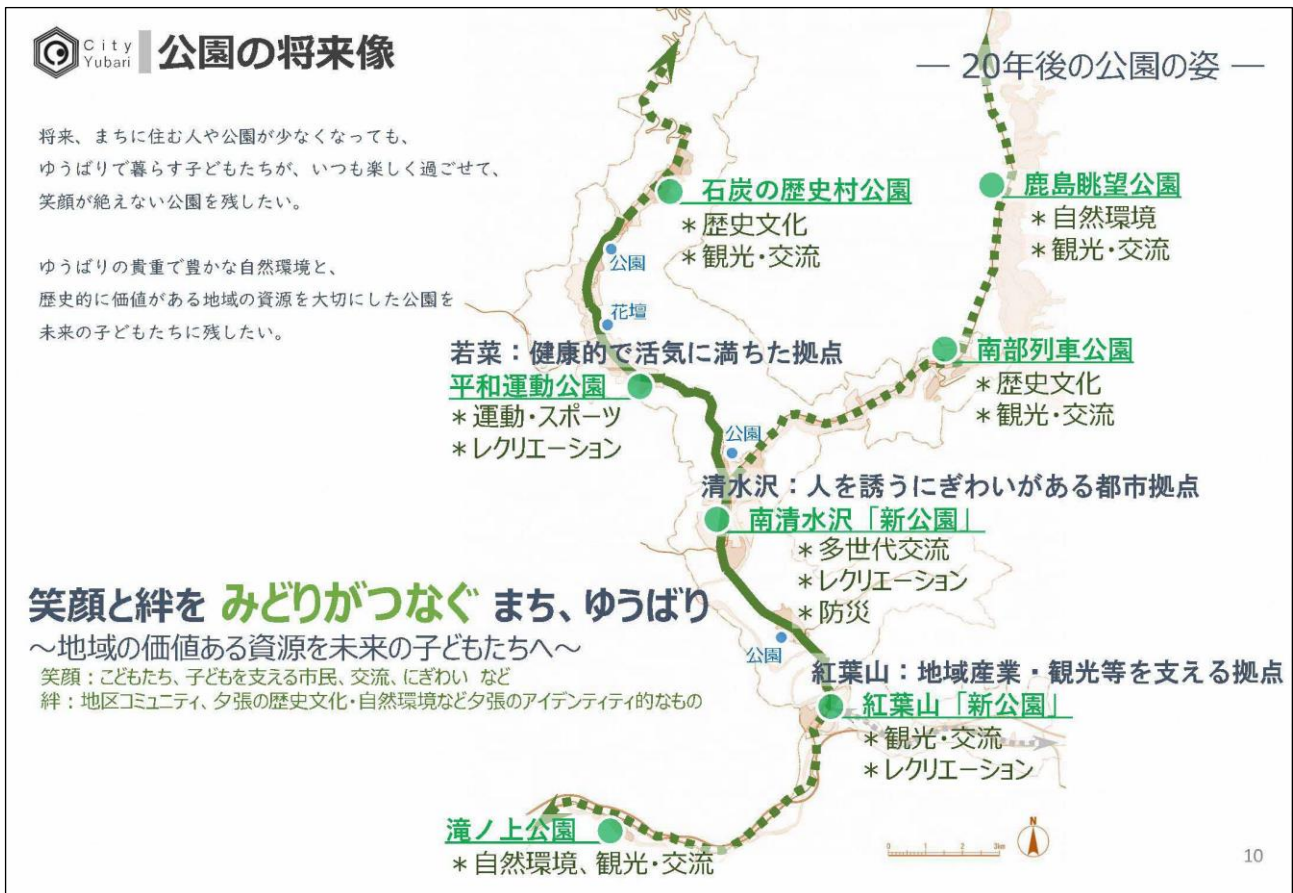 City
Yubari
公園の将来像
― 20年後の公園の姿 ―
将来、まちに住む人や公園が少なくなっても、
ゆうばりで暮らす子どもたちが、いつも楽しく過ごせて、
笑顔が絶えない公園を残したい。
ゆうばりの貴重で豊かな自然環境と、
歴史的に価値がある地域の資源を大切にした公園を
未来の子どもたちに残したい。
石炭の歴史村公園
＊歴史文化
＊観光・交流
鹿島眺望公園
＊自然環境
＊観光・交流
公園
花壇
若菜：健康的で活気に満ちた拠点
平和運動公園
＊運動・スポーツ
＊レクリエーション
南部列車公園
＊歴史文化
＊観光・交流
公園
清水沢：人を誘うにぎわいがある都市拠点
南清水沢「新公園」
＊多世代交流
＊レクリエーション
＊防災
笑顔と絆を みどりがつなぐ まち、ゆうばり
～地域の価値ある資源を未来の子どもたちへ～
笑顔：こどもたち、子どもを支える市民、交流、にぎわい など
絆：地区コミュニティ、夕張の歴史文化・自然環境など夕張のアイデンティティ的なもの
公園
紅葉山：地域産業・観光等を支える拠点
紅葉山「新公園」
＊観光・交流
＊レクリエーション
滝ノ上公園
＊自然環境、観光・交流
0 1 2 3km
N
10